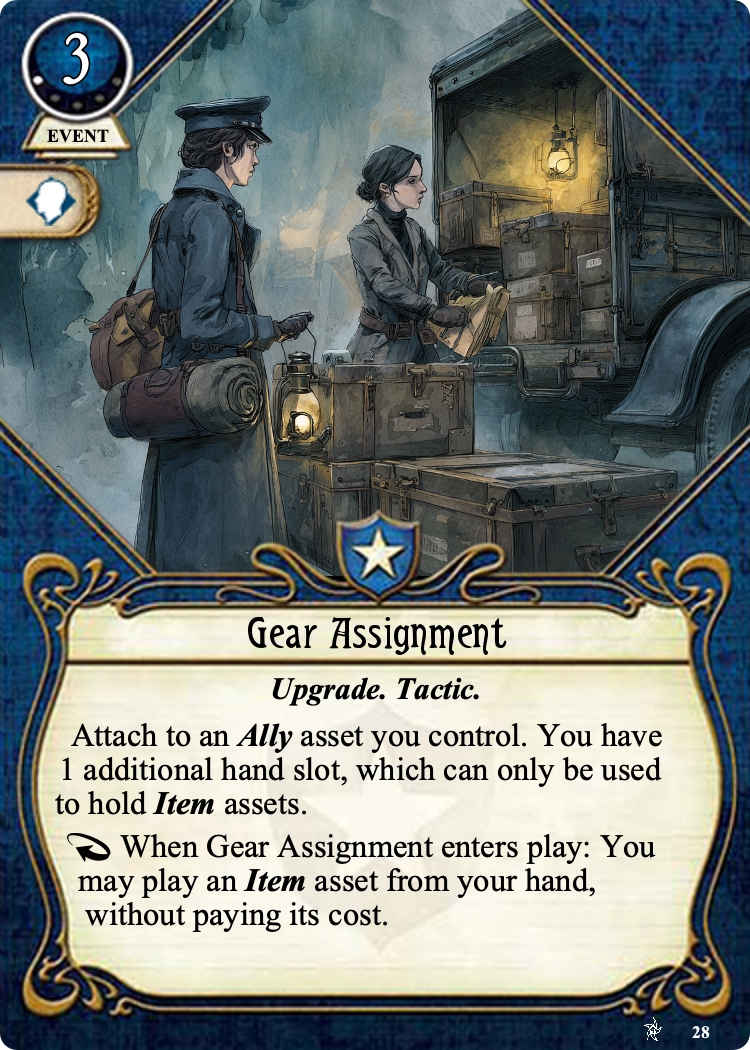 3
EVENT
Gear Assignment
Upgrade. Tactic.
Attach to an Ally asset you control. You have
1 additional hand slot, which can only be used
to hold Item assets.
When Gear Assignment enters play: You
may play an Item asset from your hand,
without paying its cost.
28